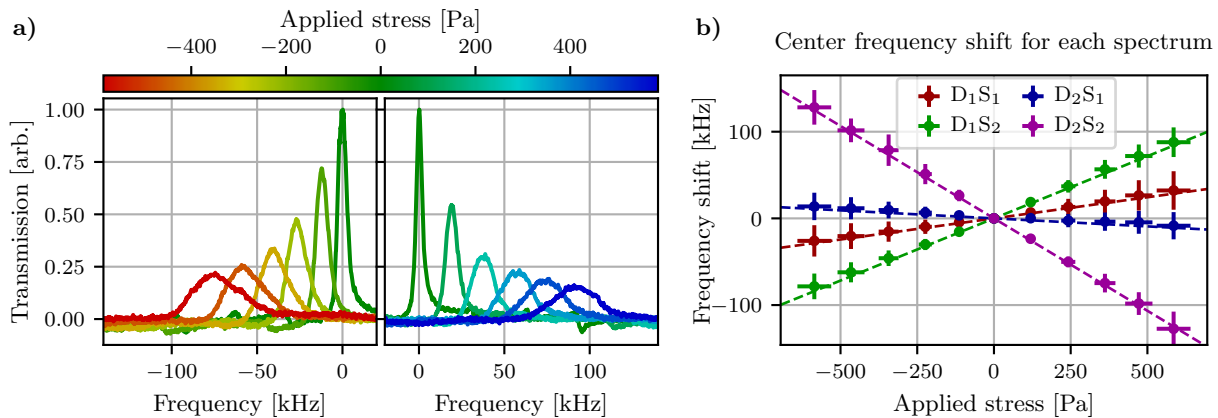 a)
Applied stress [Pa]
−400 −200 0 200 400
Transmission [arb.]
1.00
0.75
0.50
0.25
0.00
−100 −50 0
0 50 100
Frequency [kHz]
Frequency [kHz]
b)
Center frequency shift for each spectrum
D₁S₁ D₂S₁
D₁S₂ D₂S₂
Frequency shift [kHz]
100
0
−100
−500 −250 0 250 500
Applied stress [Pa]